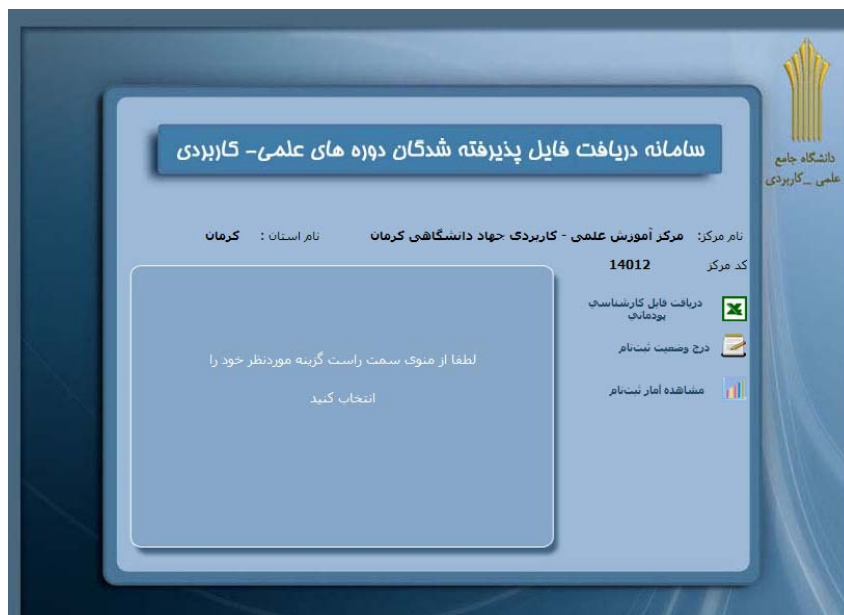 سامانه دریافت فایل پذیرفته شدگان دوره های علمی- کاربردی
دانشگاه جامع
علمی _کاربردی
نام مرکز: مرکز آموزش علمی - کاربردی جهاد دانشگاهی کرمان نام استان : کرمان
کد مرکز 14012
دریافت فایل کارشناسي
پودماني
درج وضعیت ثبت‌نام
مشاهده آمار ثبت‌نام
لطفا از منوی سمت راست گزینه موردنظر خود را
انتخاب کنید